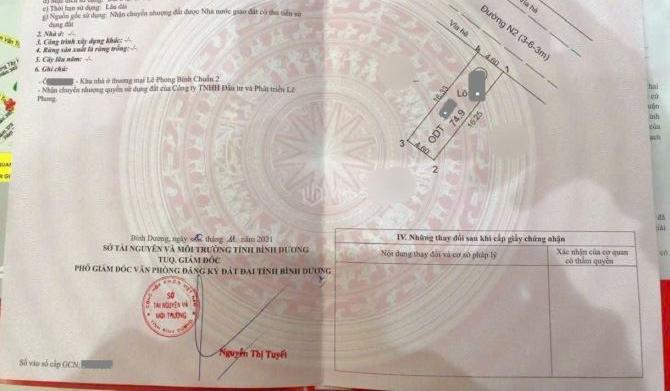 e) Thời hạn sử dụng: Lâu dài
g) Nguồn gốc sử dụng: Nhận chuyển nhượng đất được Nhà nước giao đất có thu tiền sử
dụng đất
2. Nhà ở: -/-
3. Công trình xây dựng khác: -/-
4. Rừng sản xuất là rừng trồng: -/-
5. Cây lâu năm: -/-
6. Ghi chú:
- Khu nhà ở thương mại Lê Phong Bình Chuẩn 2.
- Nhận chuyển nhượng quyền sử dụng đất của Công ty TNHH Đầu tư và Phát triển Lê
Phong.
Vỉa hè
Đường N2 (3-6-3m)
Vỉa hè
4
4.60
1
16.33
Lô
ODT 74.9
16.25
3
4.60
2
Bình Dương, ngày tháng 11 năm 2021
SỞ TÀI NGUYÊN VÀ MÔI TRƯỜNG TỈNH BÌNH DƯƠNG
TUQ. GIÁM ĐỐC
PHÓ GIÁM ĐỐC VĂN PHÒNG ĐĂNG KÝ ĐẤT ĐAI TỈNH BÌNH DƯƠNG
SỞ
TÀI NGUYÊN VÀ
MÔI TRƯỜNG
TỈNH BÌNH DƯƠNG
Nguyễn Thị Tuyết
Số vào sổ cấp GCN:
IV. Những thay đổi sau khi cấp giấy chứng nhận
Nội dung thay đổi và cơ sở pháp lý
Xác nhận của cơ quan
có thẩm quyền